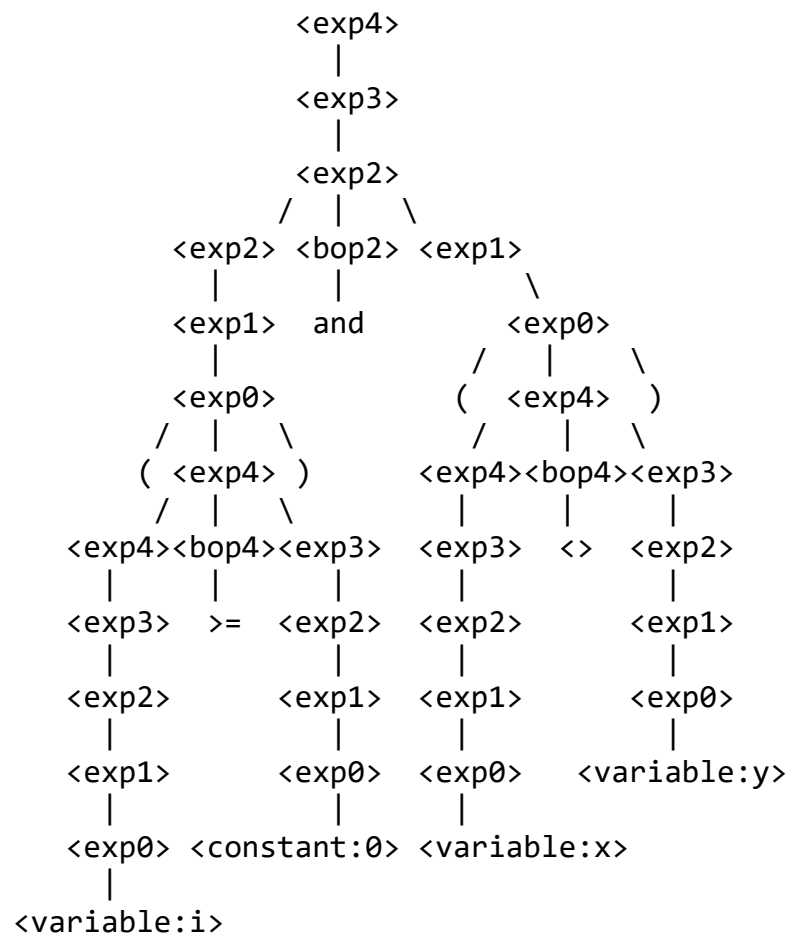 <exp4>
|
<exp3>
|
<exp2>
/ | \
<exp2> <bop2> <exp1>
| | \
<exp1> and <exp0>
| / | \
<exp0> ( <exp4> )
/ | \ / | \
( <exp4> ) <exp4><bop4><exp3>
/ | \ | | |
<exp4><bop4><exp3> <exp3> <> <exp2>
| | | | |
<exp3> >= <exp2> <exp2> <exp1>
| | | |
<exp2> <exp1> <exp1> <exp0>
| | | |
<exp1> <exp0> <exp0> <variable:y>
| | |
<exp0> <constant:0> <variable:x>
|
<variable:i>